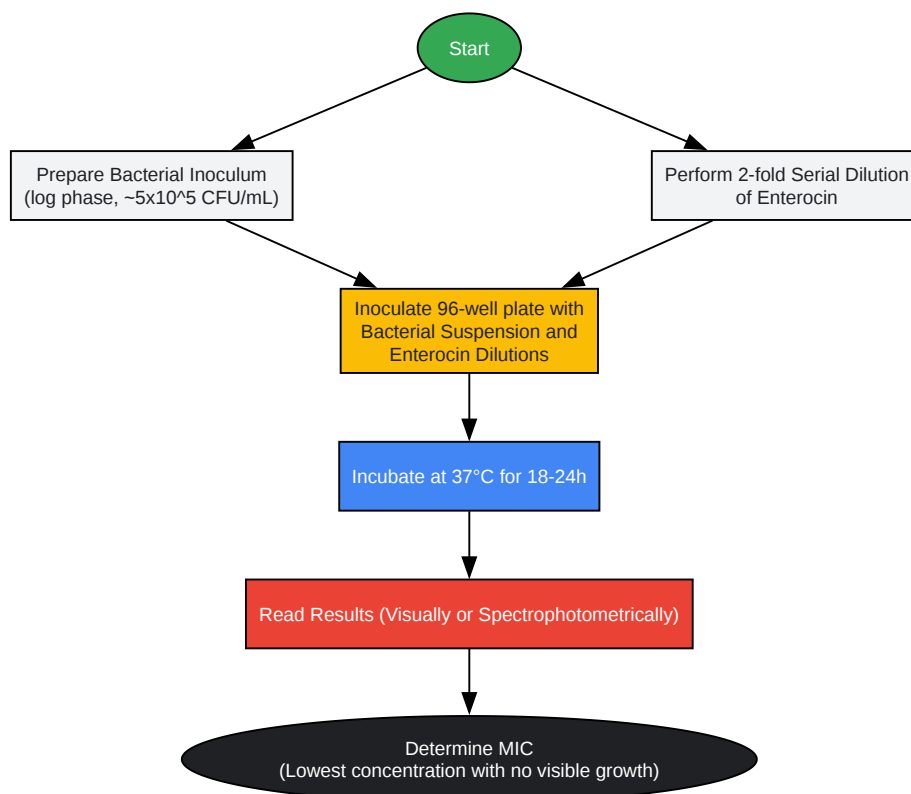 Start
Prepare Bacterial Inoculum
(log phase, ~5x10^5 CFU/mL)
Perform 2-fold Serial Dilution
of Enterocin
Inoculate 96-well plate with
Bacterial Suspension and
Enterocin Dilutions
Incubate at 37°C for 18-24h
Read Results (Visually or Spectrophotometrically)
Determine MIC
(Lowest concentration with no visible growth)